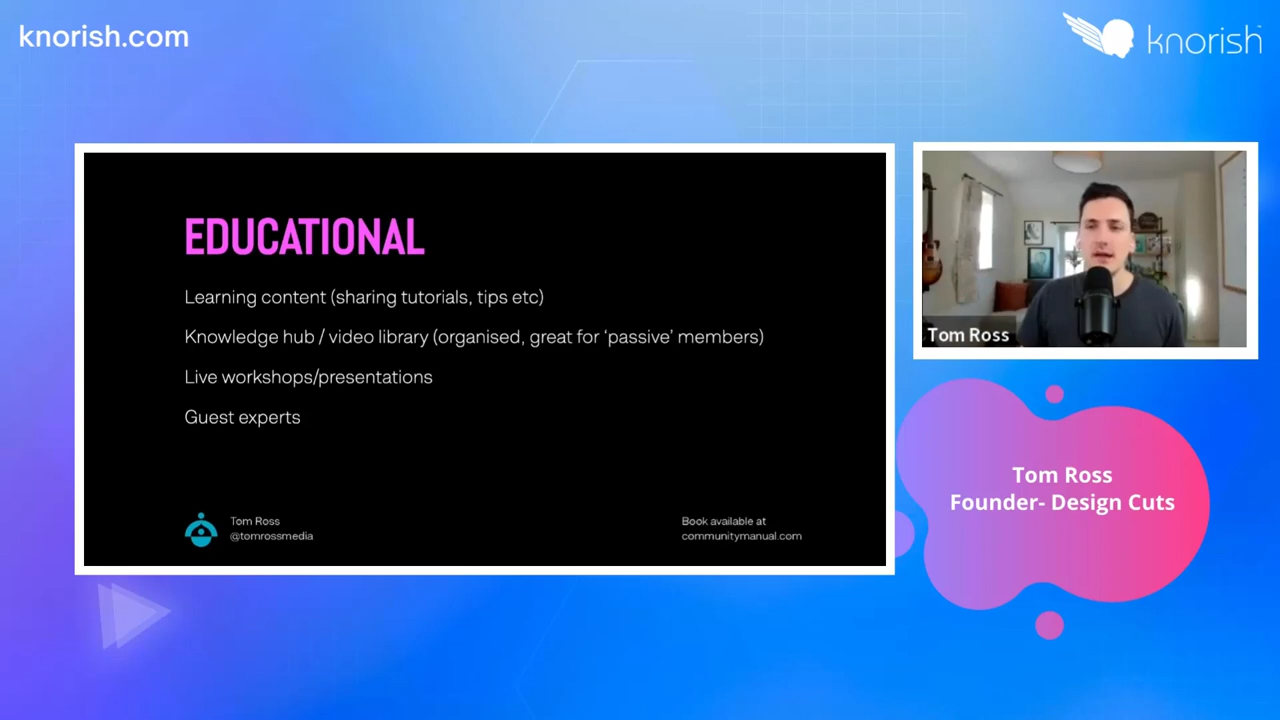 knorish.com
knorish
EDUCATIONAL
Learning content (sharing tutorials, tips etc)
Knowledge hub / video library (organised, great for ‘passive’ members)
Live workshops/presentations
Guest experts
Tom Ross
@tomrossmedia
Book available at
communitymanual.com
Tom Ross
Tom Ross
Founder- Design Cuts